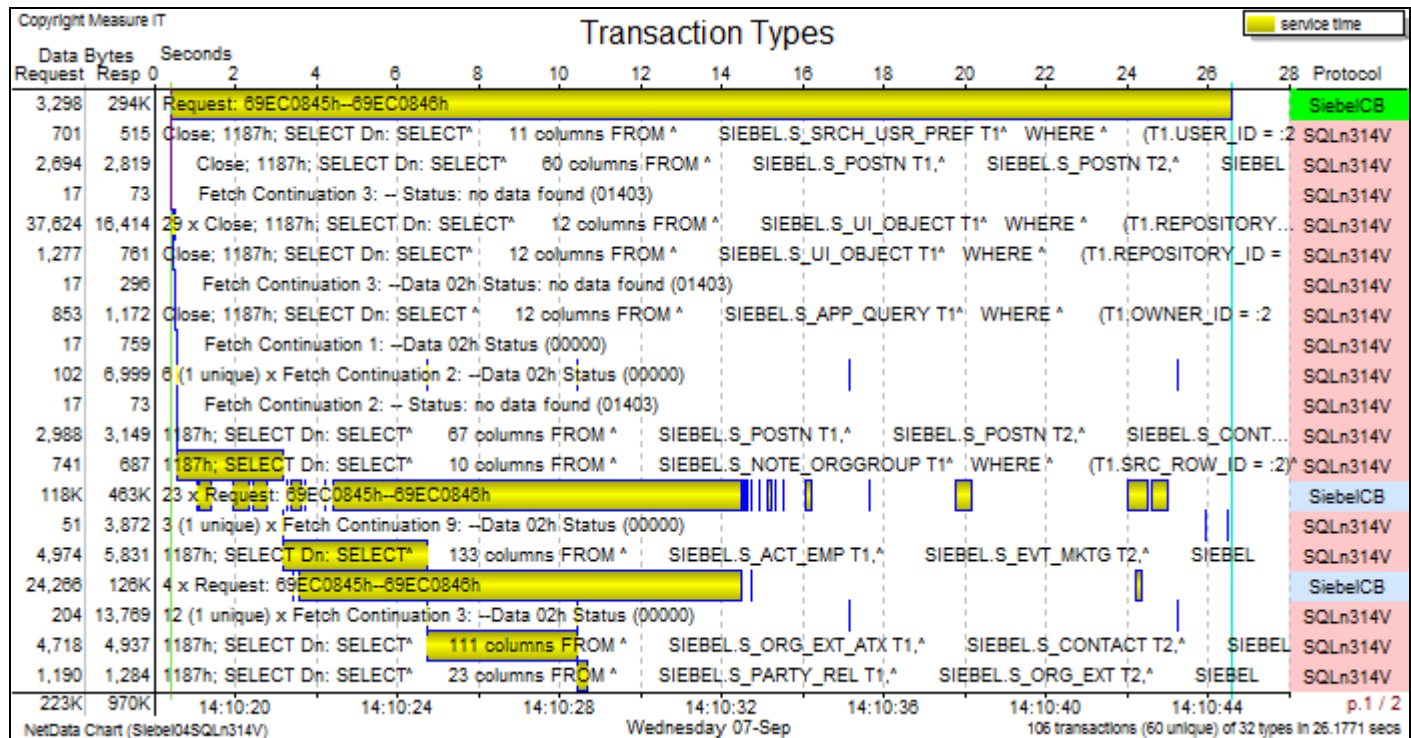 Copyright Measure IT
Transaction Types
service time
Data Bytes Seconds
Request Resp 0 2 4 6 8 10 12 14 16 18 20 22 24 26 28 Protocol
3,298 294K Request: 69EC0845h--69EC0846h SiebelCB
701 515 Close; 1187h; SELECT Dn: SELECT^ 11 columns FROM ^ SIEBEL.S_SRCH_USR_PREF T1^ WHERE ^ (T1.USER_ID = :2 SQLn314V
2,694 2,819 Close; 1187h; SELECT Dn: SELECT^ 60 columns FROM ^ SIEBEL.S_POSTN T1,^ SIEBEL.S_POSTN T2,^ SIEBEL SQLn314V
17 73 Fetch Continuation 3: -- Status: no data found (01403) SQLn314V
37,624 16,414 29 x Close; 1187h; SELECT Dn: SELECT^ 12 columns FROM ^ SIEBEL.S_UI_OBJECT T1^ WHERE ^ (T1.REPOSITORY... SQLn314V
1,277 761 Close; 1187h; SELECT Dn: SELECT^ 12 columns FROM ^ SIEBEL.S_UI_OBJECT T1^ WHERE ^ (T1.REPOSITORY_ID = SQLn314V
17 296 Fetch Continuation 3: --Data 02h Status: no data found (01403) SQLn314V
853 1,172 Close; 1187h; SELECT Dn: SELECT ^ 12 columns FROM ^ SIEBEL.S_APP_QUERY T1^ WHERE ^ (T1.OWNER_ID = :2 SQLn314V
17 759 Fetch Continuation 1: --Data 02h Status (00000) SQLn314V
102 6,999 6 (1 unique) x Fetch Continuation 2: --Data 02h Status (00000) SQLn314V
17 73 Fetch Continuation 2: -- Status: no data found (01403) SQLn314V
2,988 3,149 1187h; SELECT Dn: SELECT^ 67 columns FROM ^ SIEBEL.S_POSTN T1,^ SIEBEL.S_POSTN T2,^ SIEBEL.S_CONT... SQLn314V
741 687 1187h; SELECT Dn: SELECT^ 10 columns FROM ^ SIEBEL.S_NOTE_ORGGROUP T1^ WHERE ^ (T1.SRC_ROW_ID = :2)^ SQLn314V
118K 463K 23 x Request: 69EC0845h--69EC0846h SiebelCB
51 3,872 3 (1 unique) x Fetch Continuation 9: --Data 02h Status (00000) SQLn314V
4,974 5,831 1187h; SELECT Dn: SELECT^ 133 columns FROM ^ SIEBEL.S_ACT_EMP T1,^ SIEBEL.S_EVT_MKTG T2,^ SIEBEL SQLn314V
24,266 126K 4 x Request: 69EC0845h--69EC0846h SiebelCB
204 13,769 12 (1 unique) x Fetch Continuation 3: --Data 02h Status (00000) SQLn314V
4,718 4,937 1187h; SELECT Dn: SELECT^ 111 columns FROM ^ SIEBEL.S_ORG_EXT_ATX T1,^ SIEBEL.S_CONTACT T2,^ SIEBEL SQLn314V
1,190 1,284 1187h; SELECT Dn: SELECT^ 23 columns FROM ^ SIEBEL.S_PARTY_REL T1,^ SIEBEL.S_ORG_EXT T2,^ SIEBEL SQLn314V
223K 970K 14:10:20 14:10:24 14:10:28 14:10:32 14:10:36 14:10:40 14:10:44 p.1 / 2
NetData Chart (Siebel04SQLn314V) Wednesday 07-Sep 106 transactions (60 unique) of 32 types in 26.1771 secs